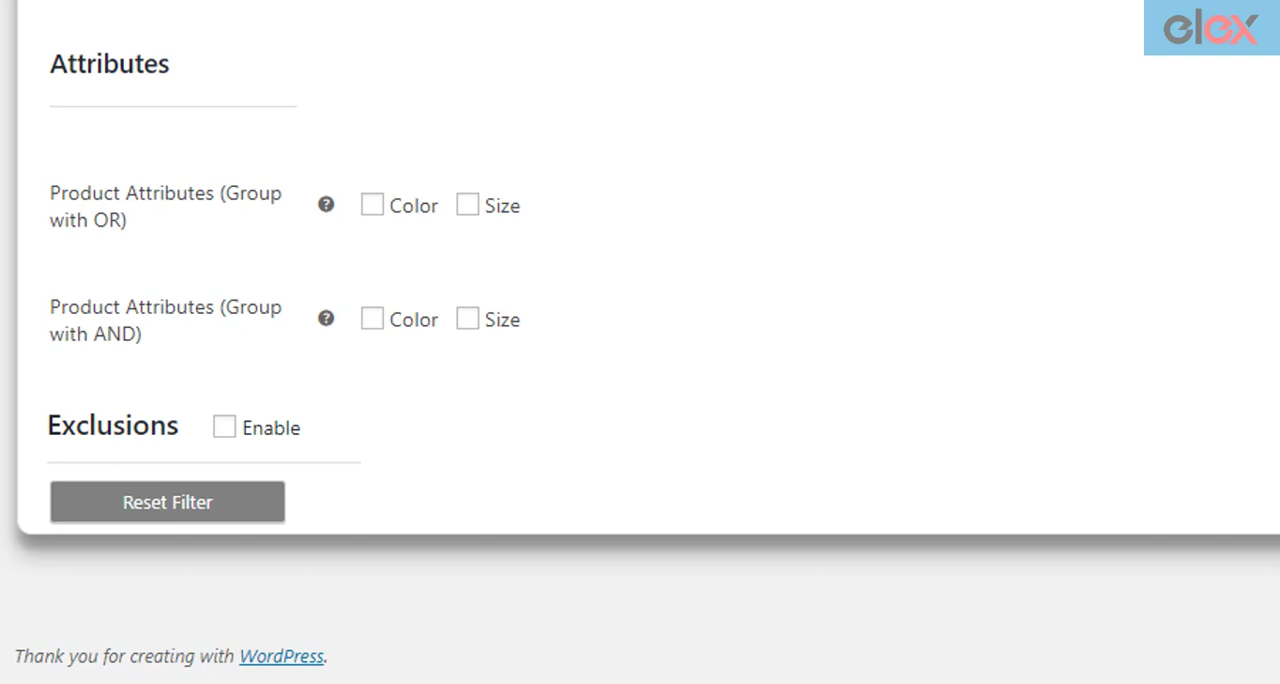 elex
Attributes
Product Attributes (Group
with OR)
? Color Size
Product Attributes (Group
with AND)
? Color Size
Exclusions Enable
Reset Filter
Thank you for creating with WordPress.